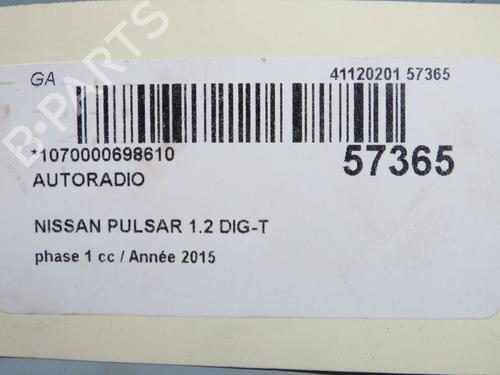 GA
41120201 57365
*1070000698610
57365
AUTORADIO
NISSAN PULSAR 1.2 DIG-T
phase 1 cc / Année 2015
B-PARTS